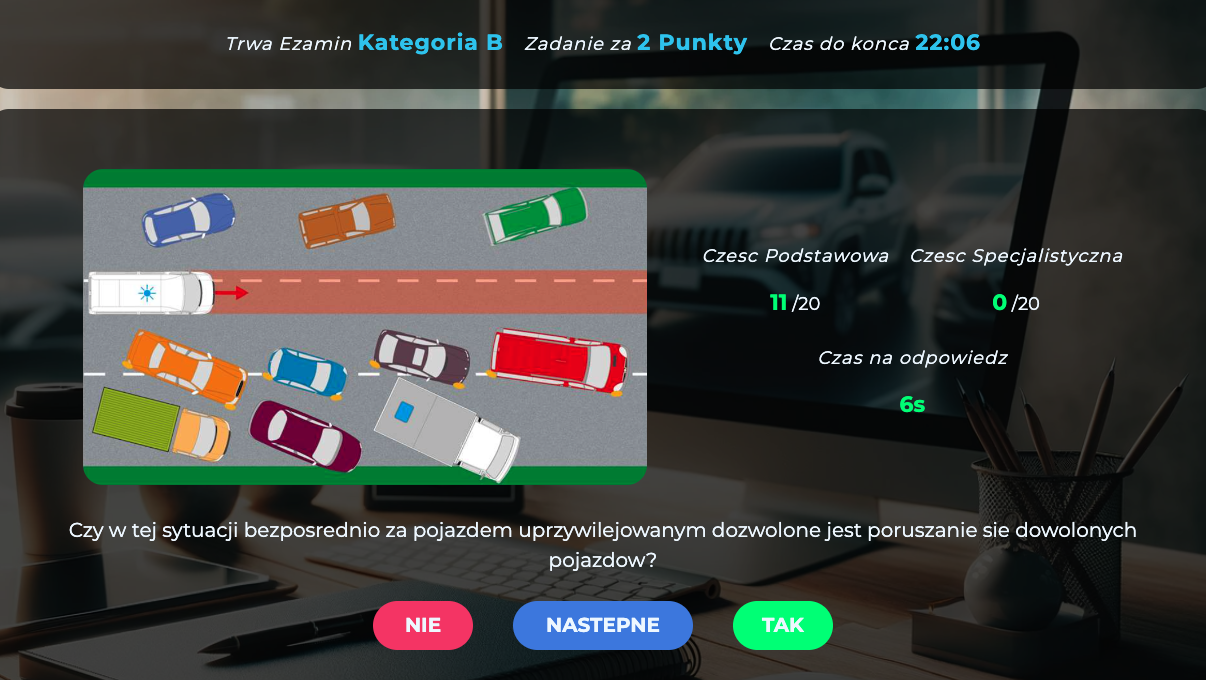 Trwa Ezamin Kategoria B Zadanie za 2 Punkty Czas do konca 22:06
Czesc Podstawowa Czesc Specjalistyczna
11 /20 0 /20
Czas na odpowiedz
6s
Czy w tej sytuacji bezposrednio za pojazdem uprzywilejowanym dozwolone jest poruszanie sie dowolonych
pojazdow?
NIE NASTEPNE TAK